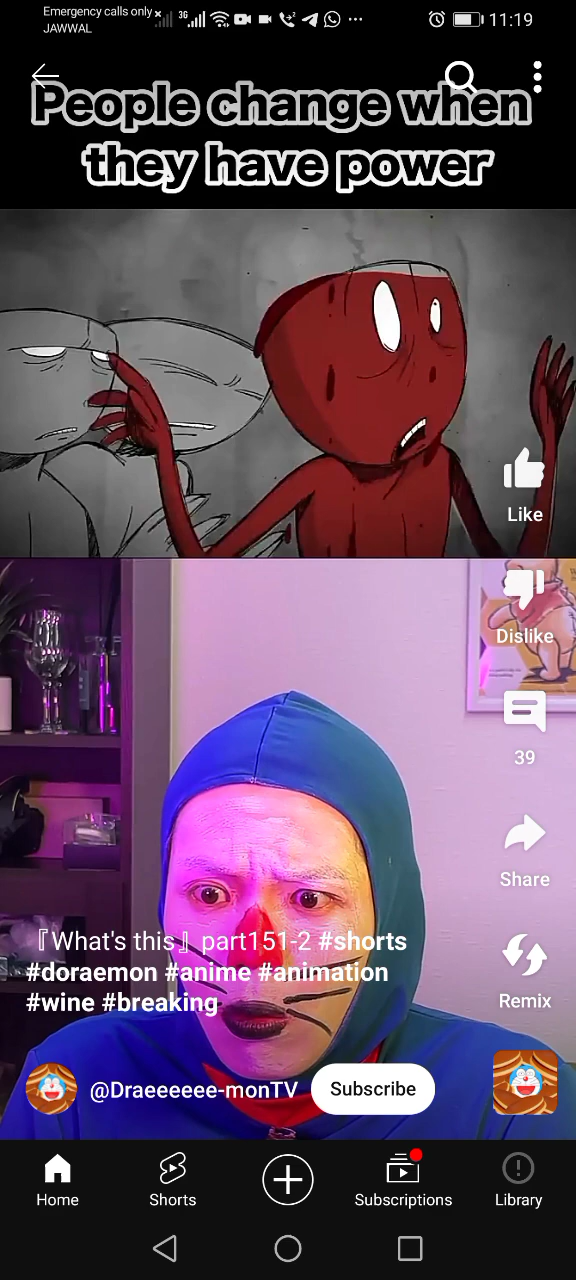 Emergency calls only
JAWWAL
3G
11:19
People change when
they have power
Like
Dislike
39
Share
『What's this』part151-2 #shorts
#doraemon #anime #animation
#wine #breaking
Remix
@Draeeeeee-monTV
Subscribe
Home
Shorts
Subscriptions
Library